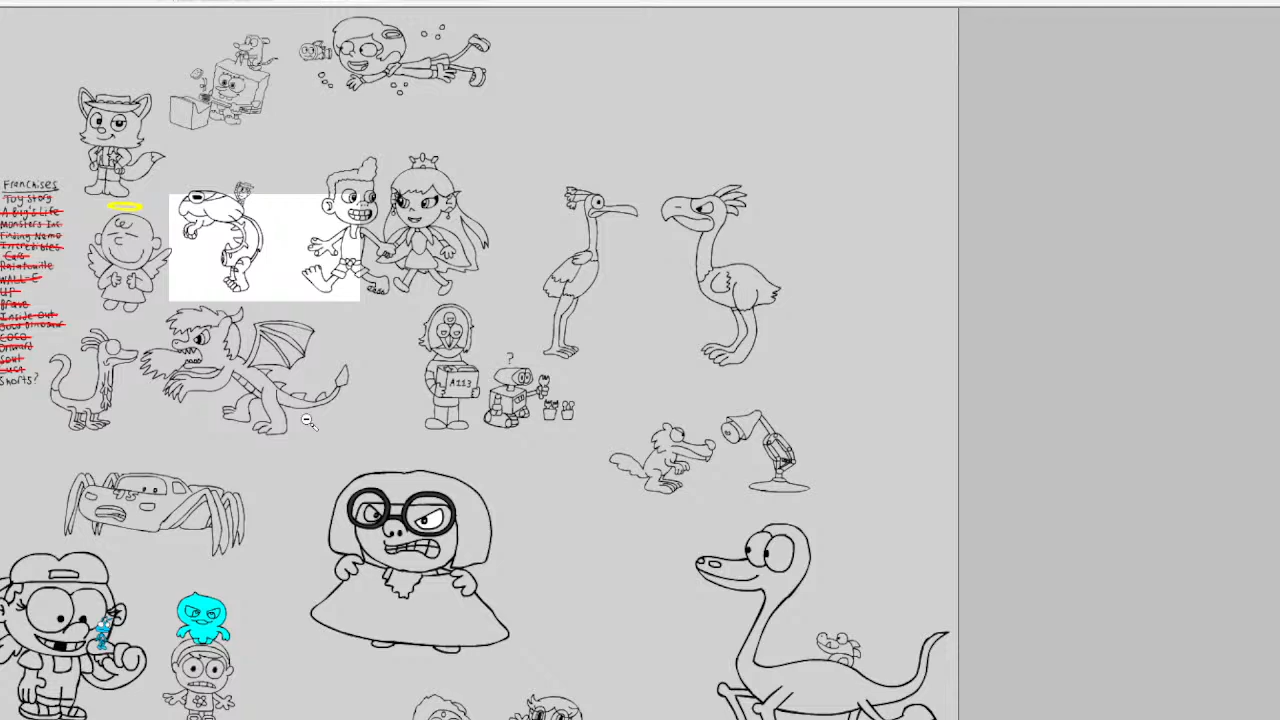 Franchises
Toy Story
A Bug's Life
Monsters Inc
Finding Nemo
Incredibles
Cars
Ratatouille
WALL-E
UP
Brave
Inside Out
Good Dinosaur
COCO
Onward
Soul
Luca
Shorts?
?
A113
95